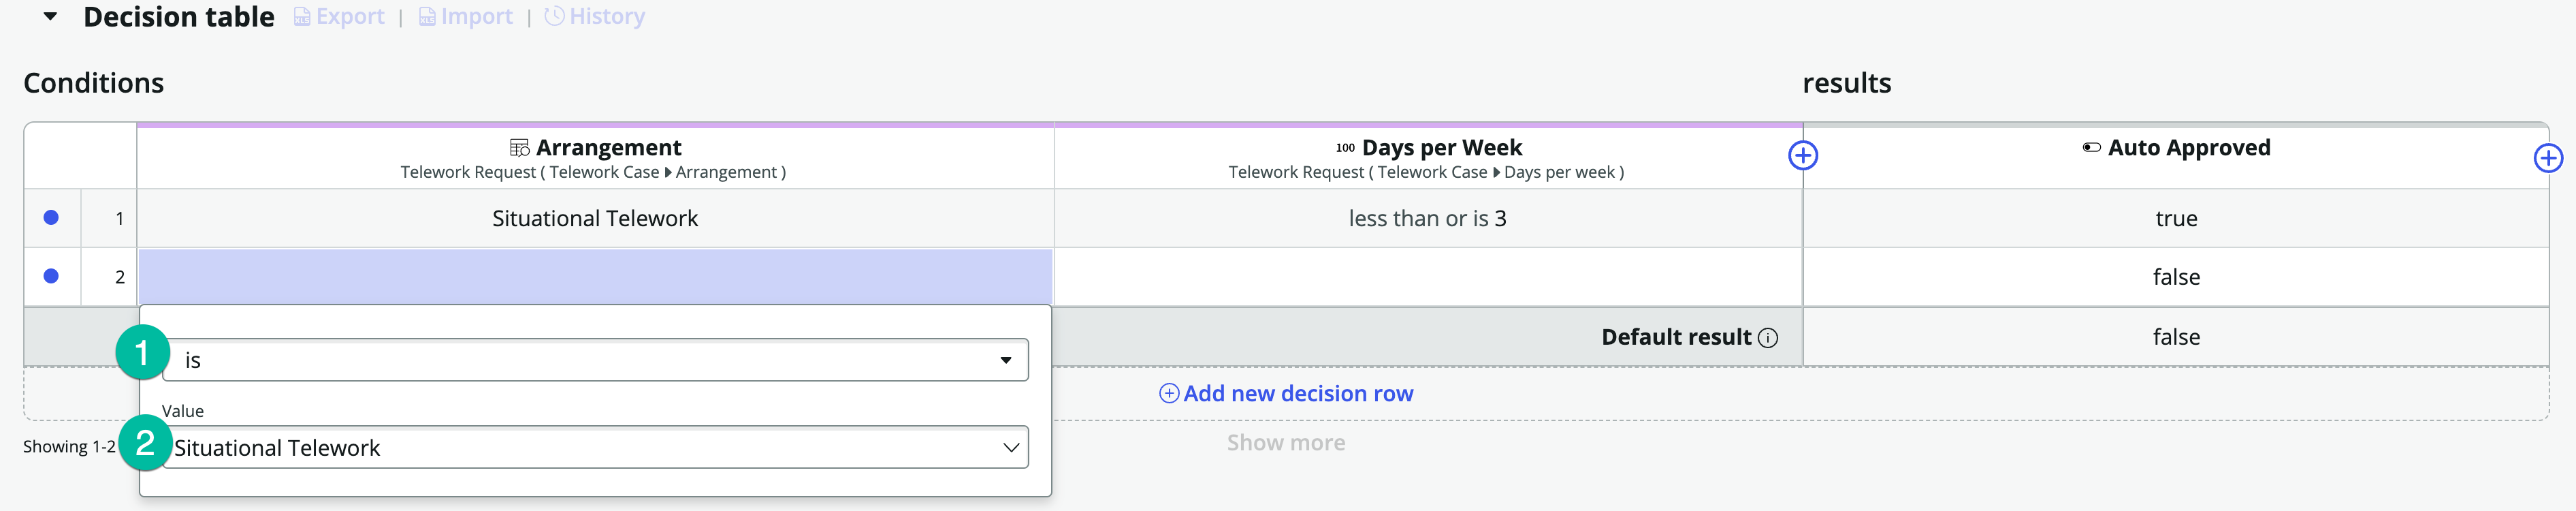 Decision table Export | Import | History
Conditions
results
Arrangement
Telework Request ( Telework Case Arrangement )
100 Days per Week
Telework Request ( Telework Case Days per week )
Auto Approved
1 Situational Telework less than or is 3 true
2 false
Default result false
1 is
Value
2 Situational Telework
Add new decision row
Showing 1-2
Show more